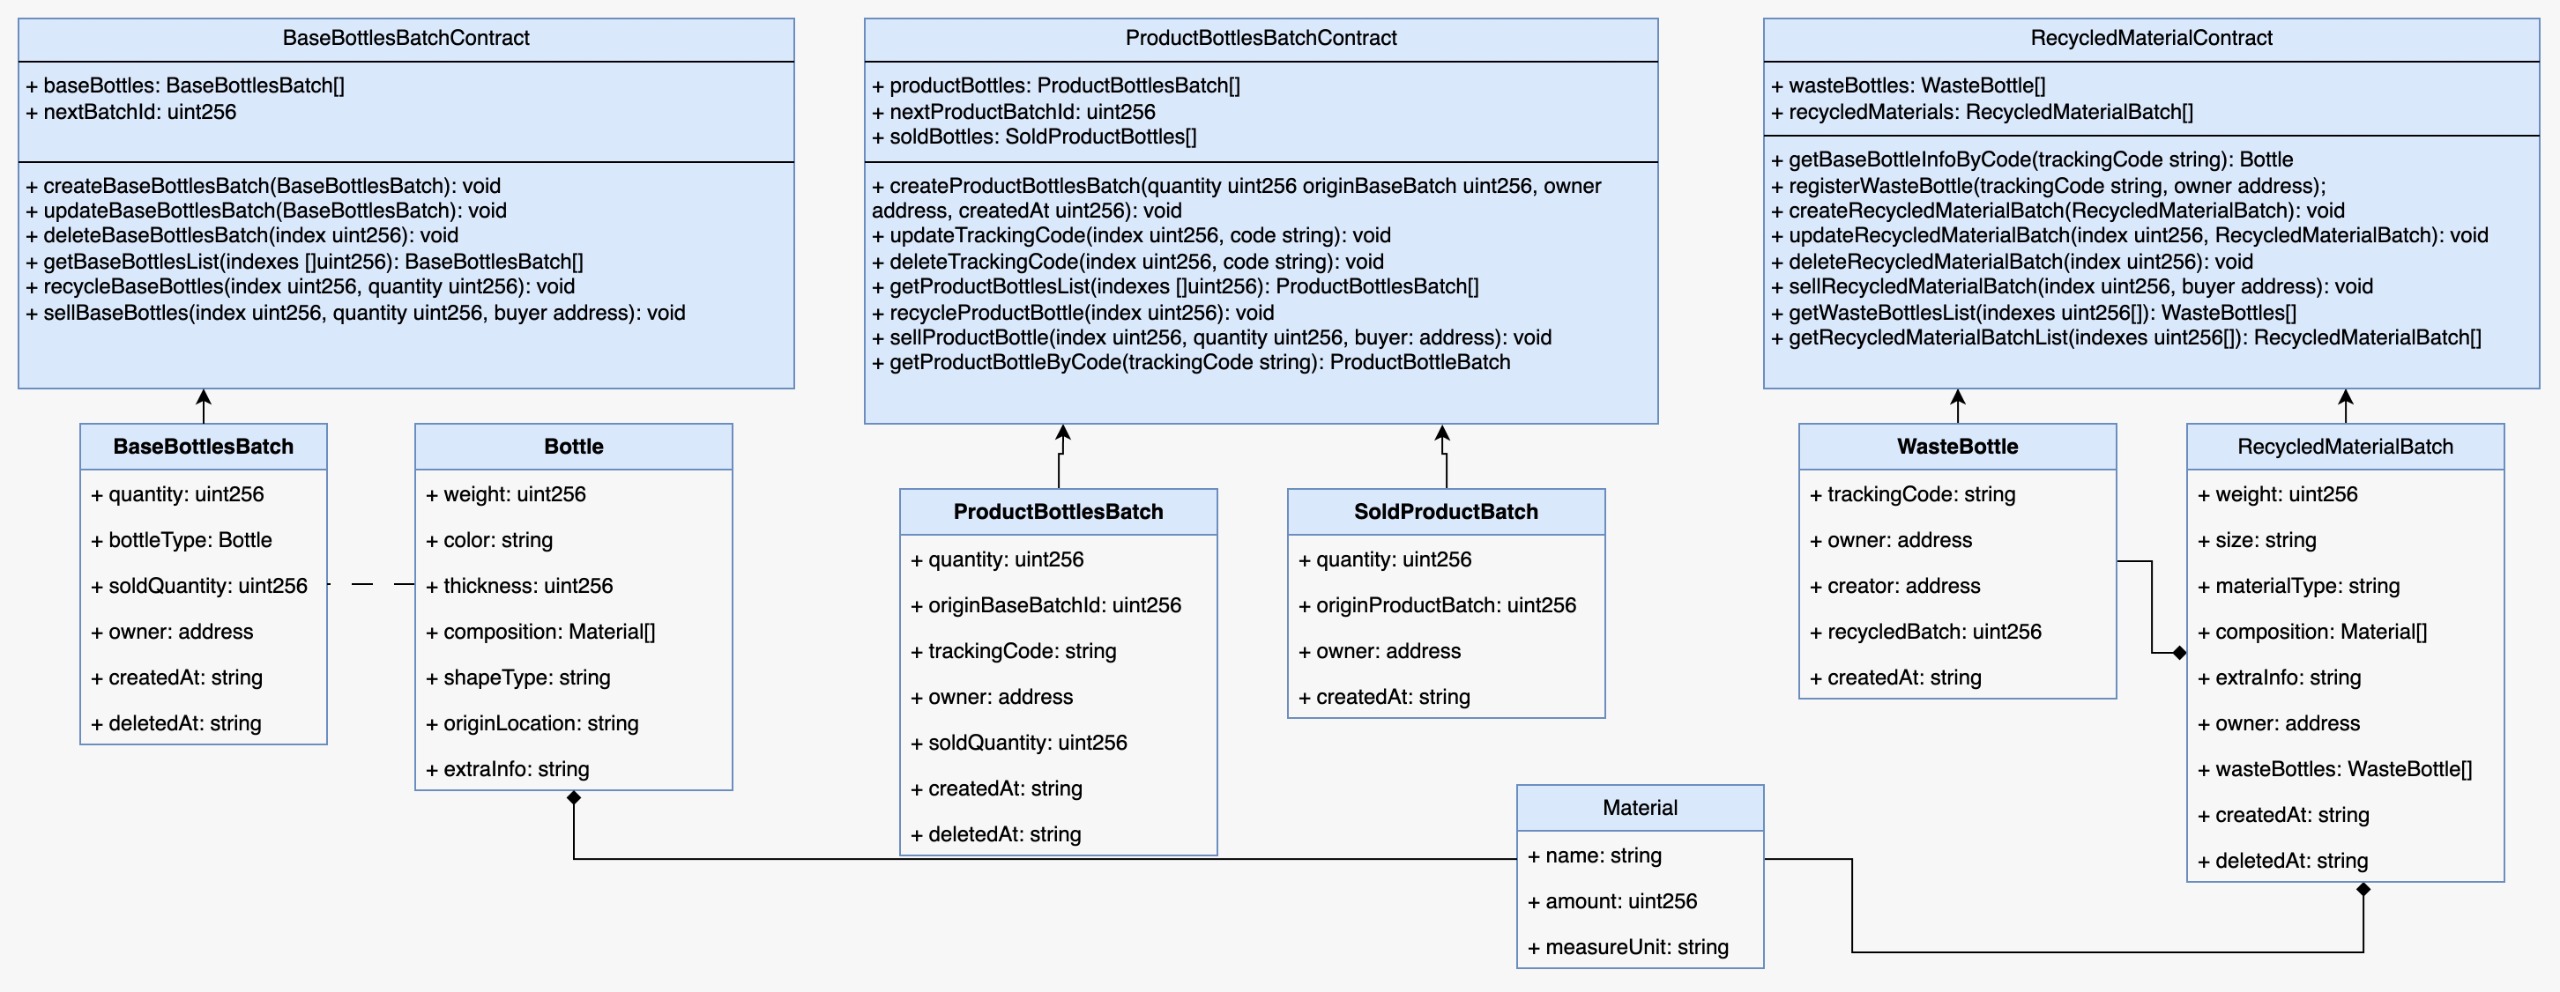 BaseBottlesBatchContract
+ baseBottles: BaseBottlesBatch[]
+ nextBatchId: uint256
+ createBaseBottlesBatch(BaseBottlesBatch): void
+ updateBaseBottlesBatch(BaseBottlesBatch): void
+ deleteBaseBottlesBatch(index uint256): void
+ getBaseBottlesList(indexes []uint256): BaseBottlesBatch[]
+ recycleBaseBottles(index uint256, quantity uint256): void
+ sellBaseBottles(index uint256, quantity uint256, buyer address): void
ProductBottlesBatchContract
+ productBottles: ProductBottlesBatch[]
+ nextProductBatchId: uint256
+ soldBottles: SoldProductBottles[]
+ createProductBottlesBatch(quantity uint256 originBaseBatch uint256, owner
address, createdAt uint256): void
+ updateTrackingCode(index uint256, code string): void
+ deleteTrackingCode(index uint256, code string): void
+ getProductBottlesList(indexes []uint256): ProductBottlesBatch[]
+ recycleProductBottle(index uint256): void
+ sellProductBottle(index uint256, quantity uint256, buyer: address): void
+ getProductBottleByCode(trackingCode string): ProductBottleBatch
RecycledMaterialContract
+ wasteBottles: WasteBottle[]
+ recycledMaterials: RecycledMaterialBatch[]
+ getBaseBottleInfoByCode(trackingCode string): Bottle
+ registerWasteBottle(trackingCode string, owner address);
+ createRecycledMaterialBatch(RecycledMaterialBatch): void
+ updateRecycledMaterialBatch(index uint256, RecycledMaterialBatch): void
+ deleteRecycledMaterialBatch(index uint256): void
+ sellRecycledMaterialBatch(index uint256, buyer address): void
+ getWasteBottlesList(indexes uint256[]): WasteBottles[]
+ getRecycledMaterialBatchList(indexes uint256[]): RecycledMaterialBatch[]
BaseBottlesBatch
+ quantity: uint256
+ bottleType: Bottle
+ soldQuantity: uint256
+ owner: address
+ createdAt: string
+ deletedAt: string
Bottle
+ weight: uint256
+ color: string
+ thickness: uint256
+ composition: Material[]
+ shapeType: string
+ originLocation: string
+ extraInfo: string
ProductBottlesBatch
+ quantity: uint256
+ originBaseBatchId: uint256
+ trackingCode: string
+ owner: address
+ soldQuantity: uint256
+ createdAt: string
+ deletedAt: string
SoldProductBatch
+ quantity: uint256
+ originProductBatch: uint256
+ owner: address
+ createdAt: string
WasteBottle
+ trackingCode: string
+ owner: address
+ creator: address
+ recycledBatch: uint256
+ createdAt: string
RecycledMaterialBatch
+ weight: uint256
+ size: string
+ materialType: string
+ composition: Material[]
+ extraInfo: string
+ owner: address
+ wasteBottles: WasteBottle[]
+ createdAt: string
+ deletedAt: string
Material
+ name: string
+ amount: uint256
+ measureUnit: string